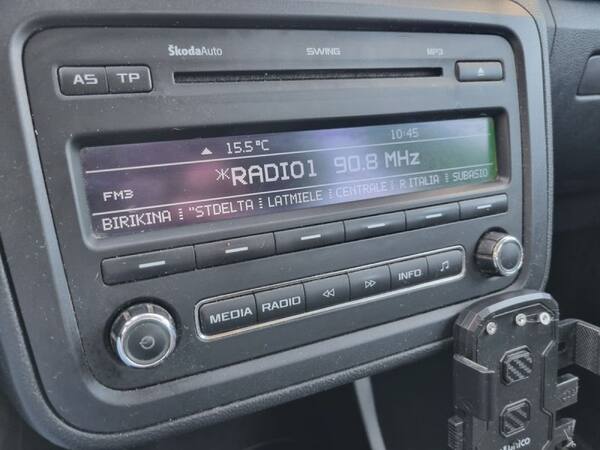 ŠkodaAuto SWING MP3
AS TP
15.5°C 10:45
*RADIO1 90.8 MHz
FM3
BIRIKINA "STDELTA LATMIELE CENTRALE R ITALIA SUBASIO
MEDIA RADIO INFO